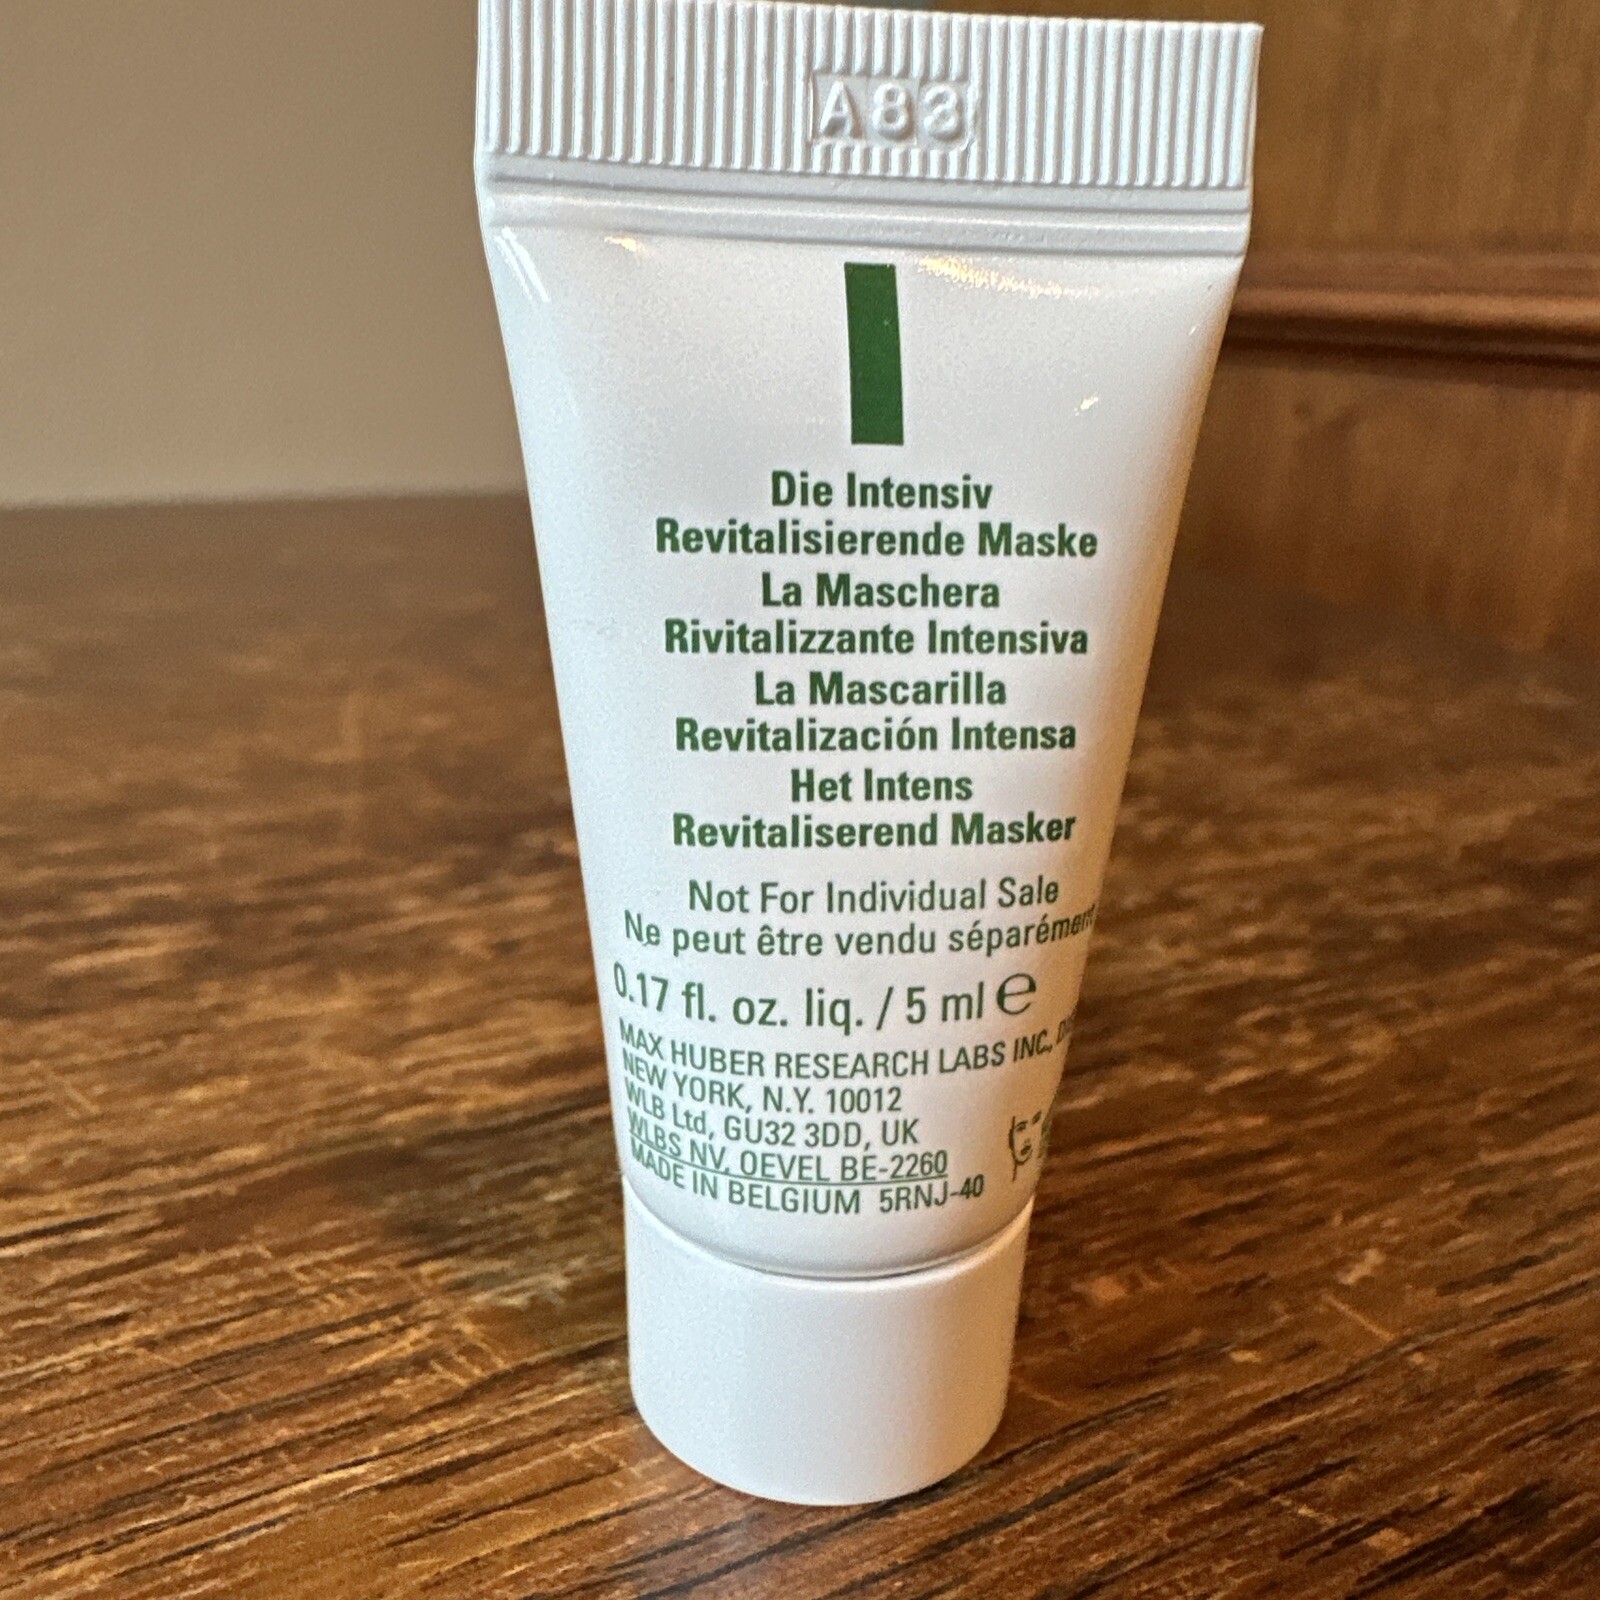 A83
Die Intensiv
Revitalisierende Maske
La Maschera
Rivitalizzante Intensiva
La Mascarilla
Revitalización Intensa
Het Intens
Revitaliserend Masker
Not For Individual Sale
Ne peut être vendu séparément
0.17 fl. oz. liq. / 5 ml ℮
MAX HUBER RESEARCH LABS INC.,
NEW YORK, N.Y. 10012
WLB Ltd, GU32 3DD, UK
WLBS NV, OEVEL BE-2260
MADE IN BELGIUM 5RNJ-40